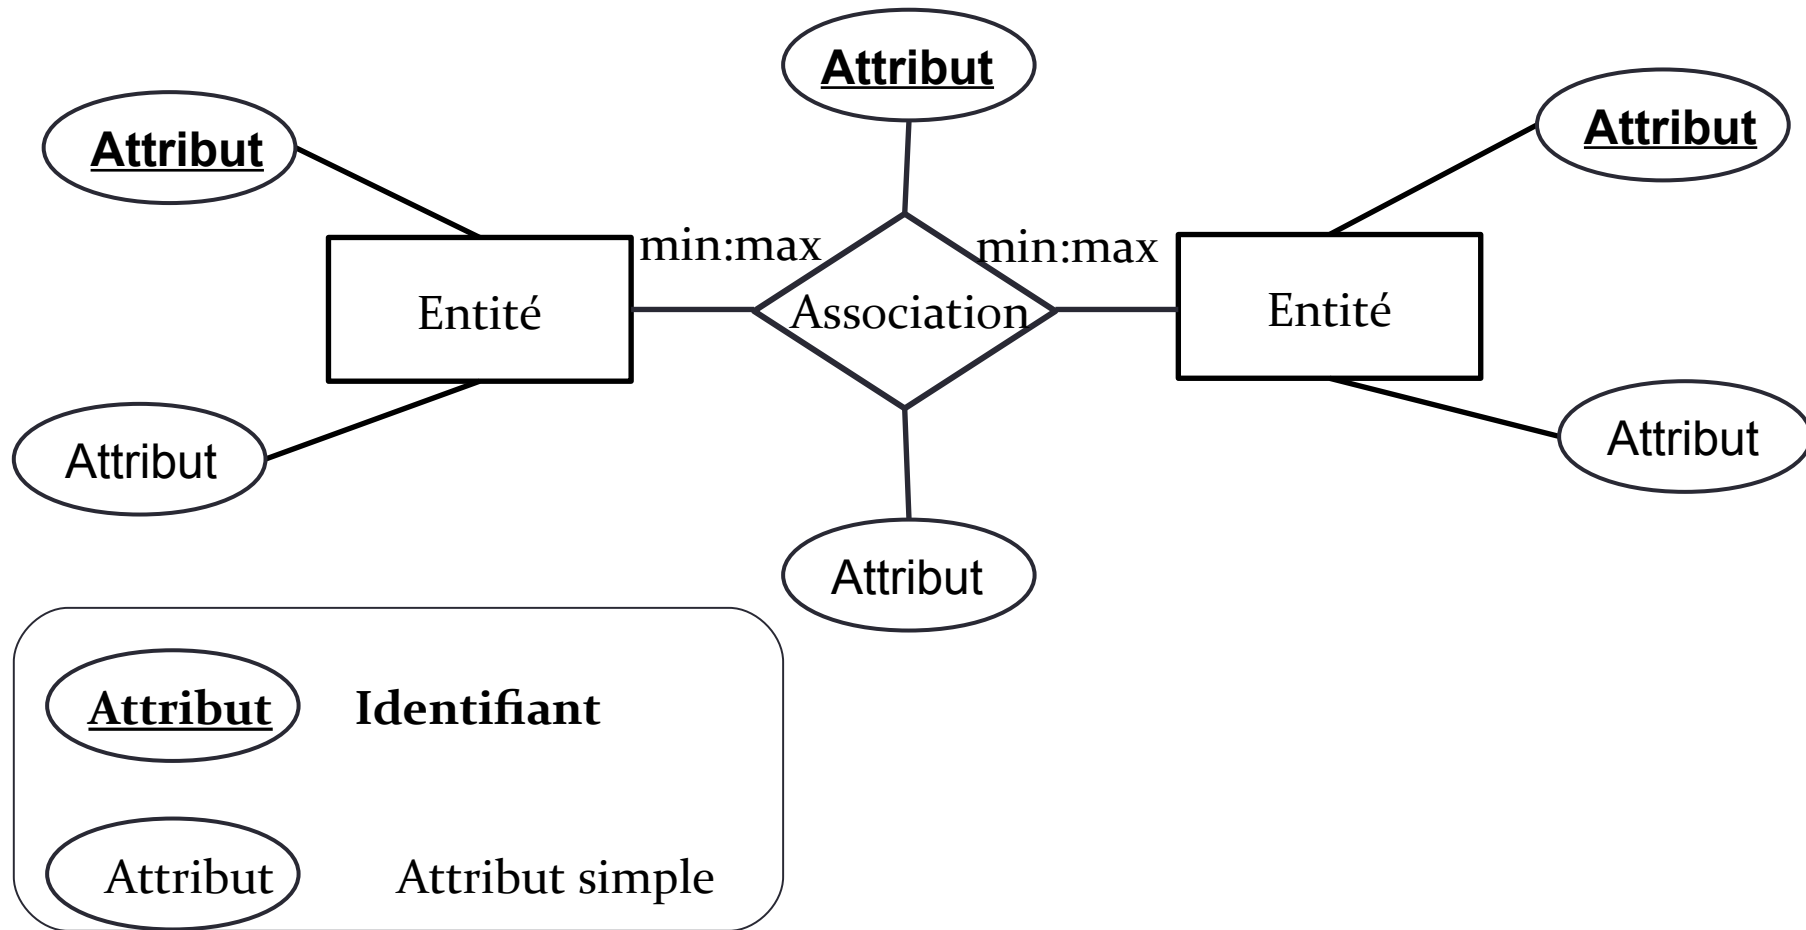 Attribut
Attribut
Attribut
min:max
min:max
Entité
Association
Entité
Attribut
Attribut
Attribut
Attribut Identifiant
Attribut Attribut simple